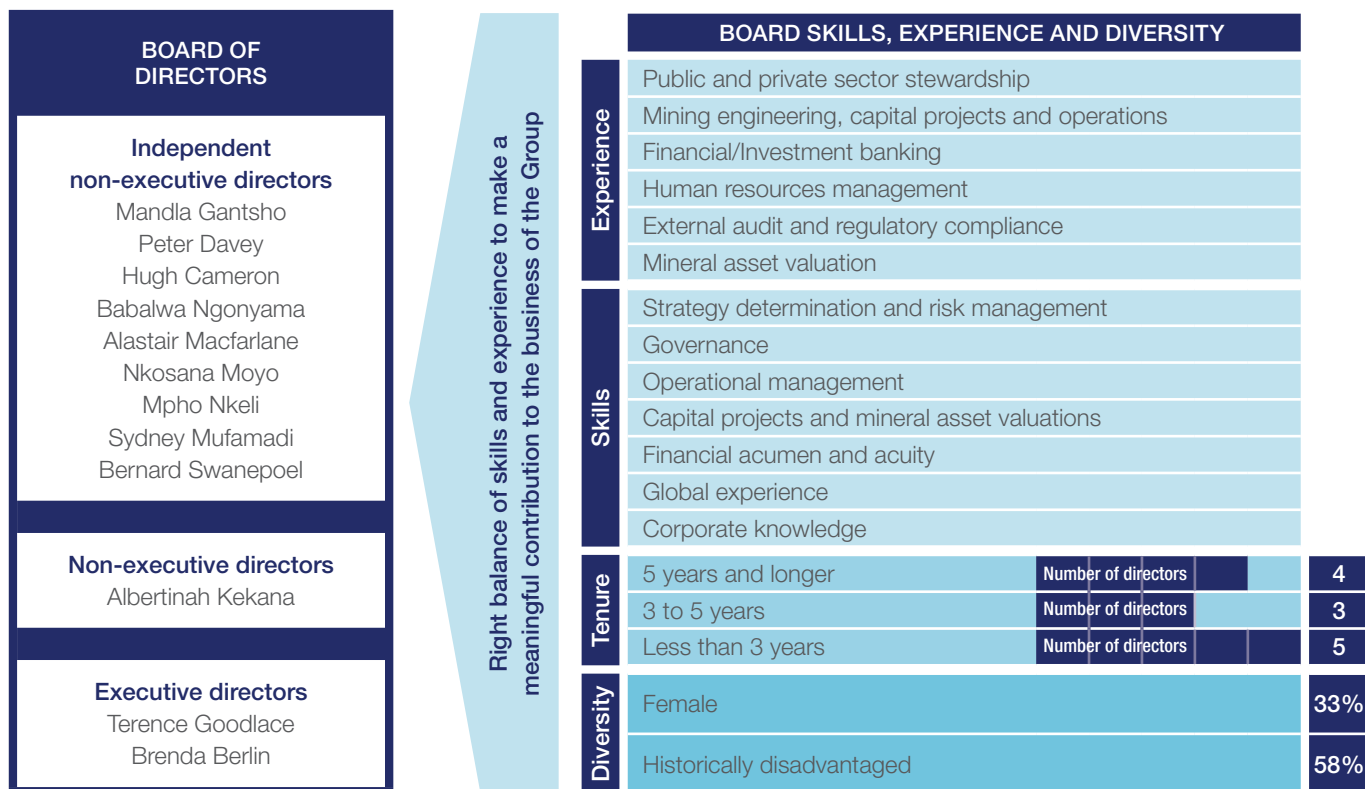 BOARD OF
DIRECTORS
Independent
non-executive directors
Mandla Gantsho
Peter Davey
Hugh Cameron
Babalwa Ngonyama
Alastair Macfarlane
Nkosana Moyo
Mpho Nkeli
Sydney Mufamadi
Bernard Swanepoel
Non-executive directors
Albertinah Kekana
Executive directors
Terence Goodlace
Brenda Berlin
Right balance of skills and experience to make a
meaningful contribution to the business of the Group
BOARD SKILLS, EXPERIENCE AND DIVERSITY
Experience
Public and private sector stewardship
Mining engineering, capital projects and operations
Financial/Investment banking
Human resources management
External audit and regulatory compliance
Mineral asset valuation
Skills
Strategy determination and risk management
Governance
Operational management
Capital projects and mineral asset valuations
Financial acumen and acuity
Global experience
Corporate knowledge
Tenure
5 years and longer Number of directors 4
3 to 5 years Number of directors 3
Less than 3 years Number of directors 5
Diversity
Female 33%
Historically disadvantaged 58%